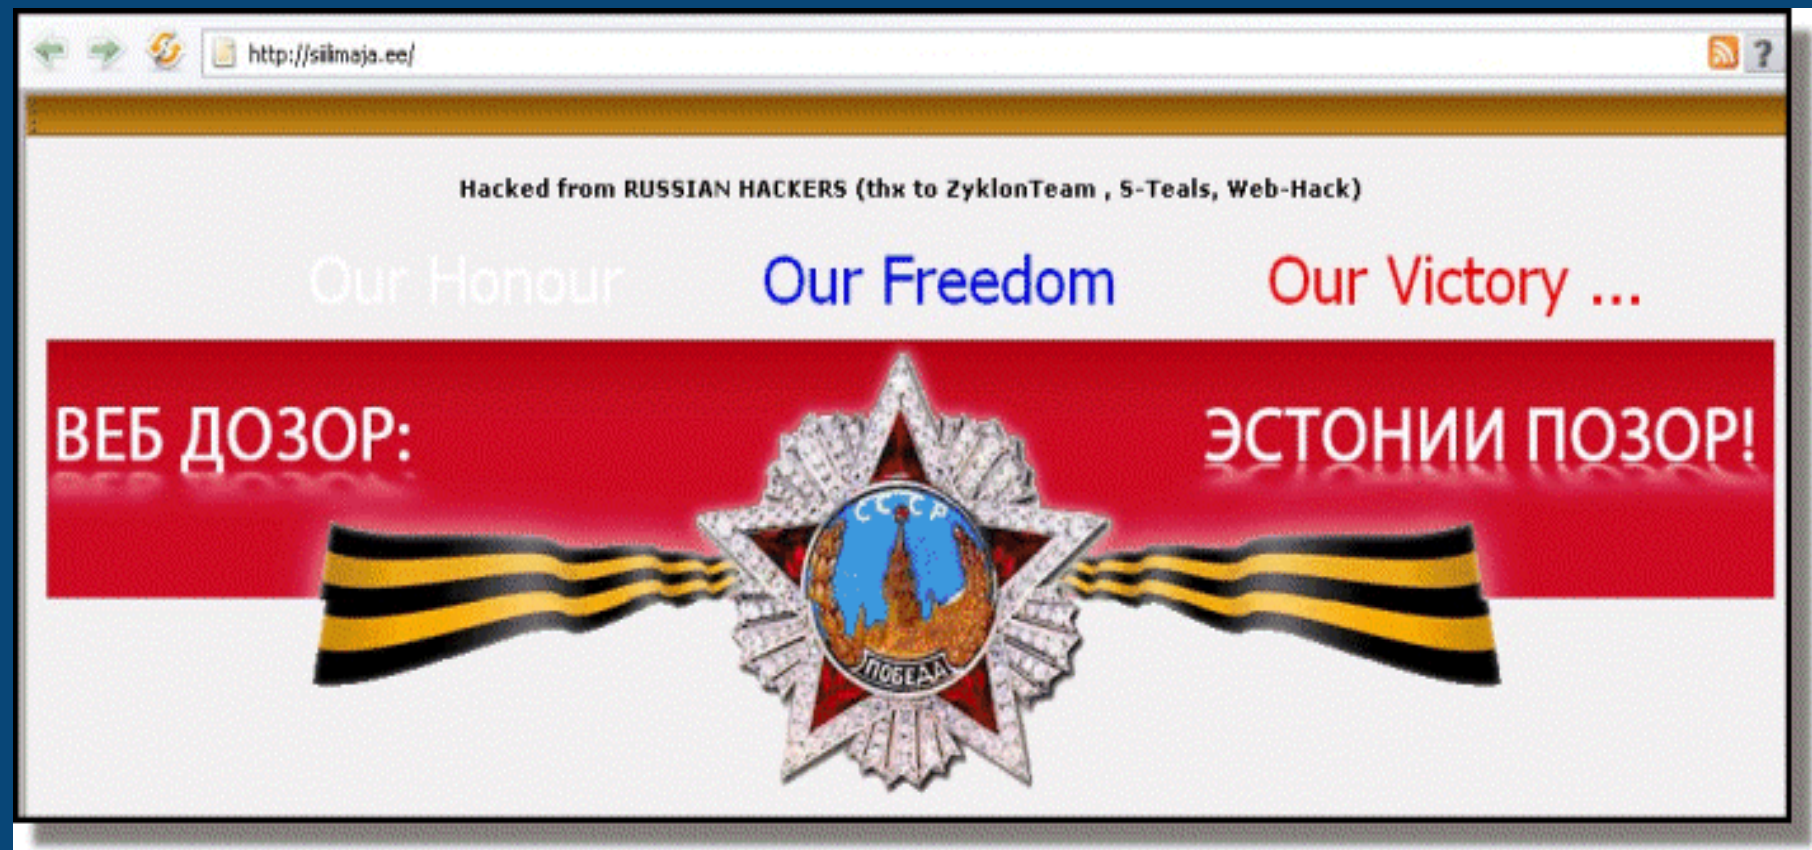 http://siilimaja.ee/
?
Hacked from RUSSIAN HACKERS (thx to ZyklonTeam , S-Teals, Web-Hack)
Our Honour Our Freedom Our Victory ...
ВЕБ ДОЗОР: ЭСТОНИИ ПОЗОР!
СССР
ПОБЕДА